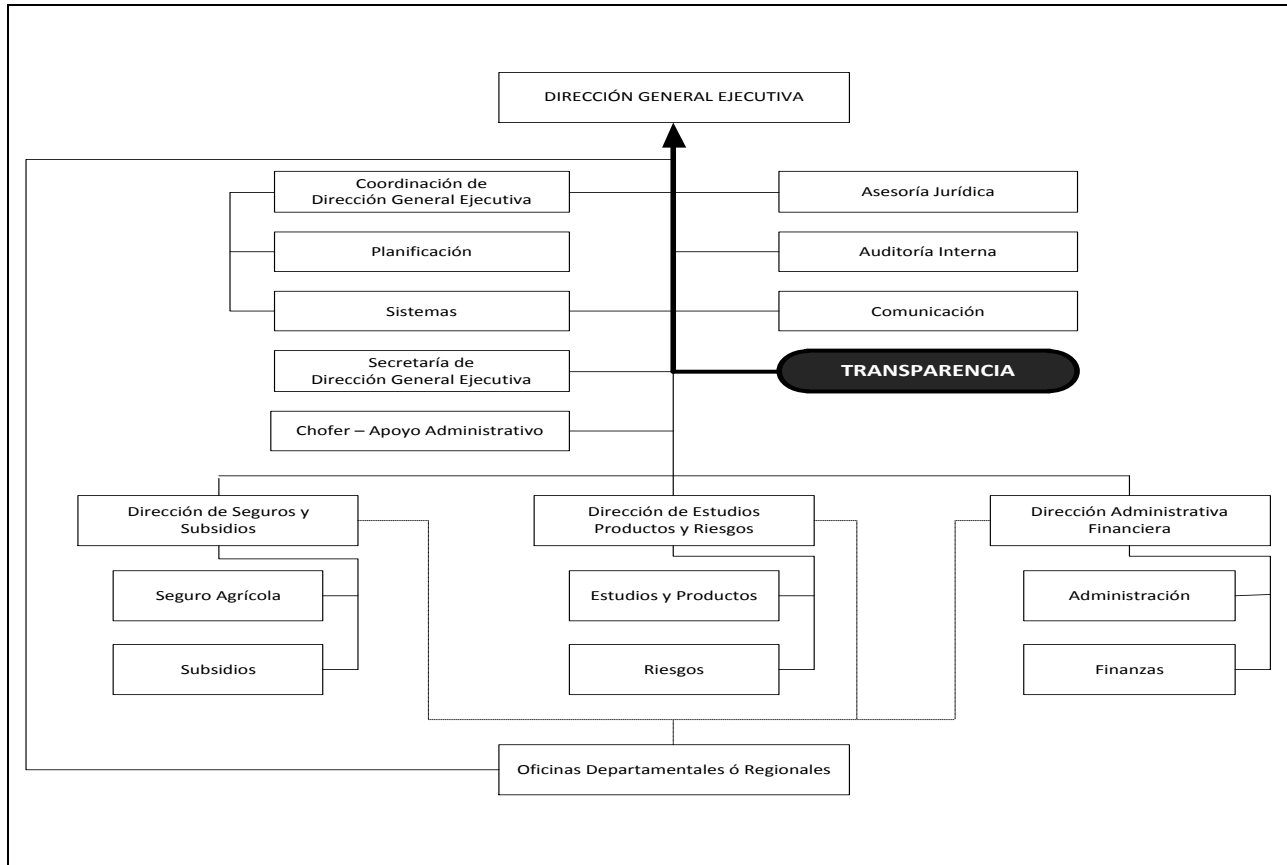 DIRECCIÓN GENERAL EJECUTIVA
Coordinación de
Dirección General Ejecutiva
Asesoría Jurídica
Planificación
Auditoría Interna
Sistemas
Comunicación
Secretaría de
Dirección General Ejecutiva
TRANSPARENCIA
Chofer – Apoyo Administrativo
Dirección de Seguros y
Subsidios
Dirección de Estudios
Productos y Riesgos
Dirección Administrativa
Financiera
Seguro Agrícola
Estudios y Productos
Administración
Subsidios
Riesgos
Finanzas
Oficinas Departamentales ó Regionales